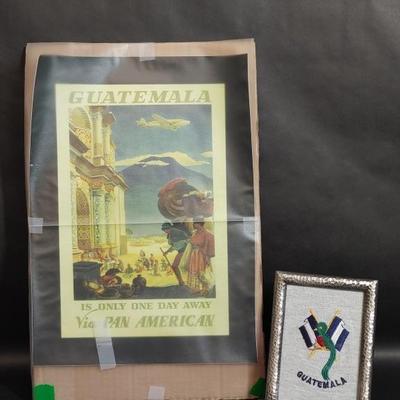 GUATEMALA
IS ONLY ONE DAY AWAY
Via PAN AMERICAN
GUATEMALA